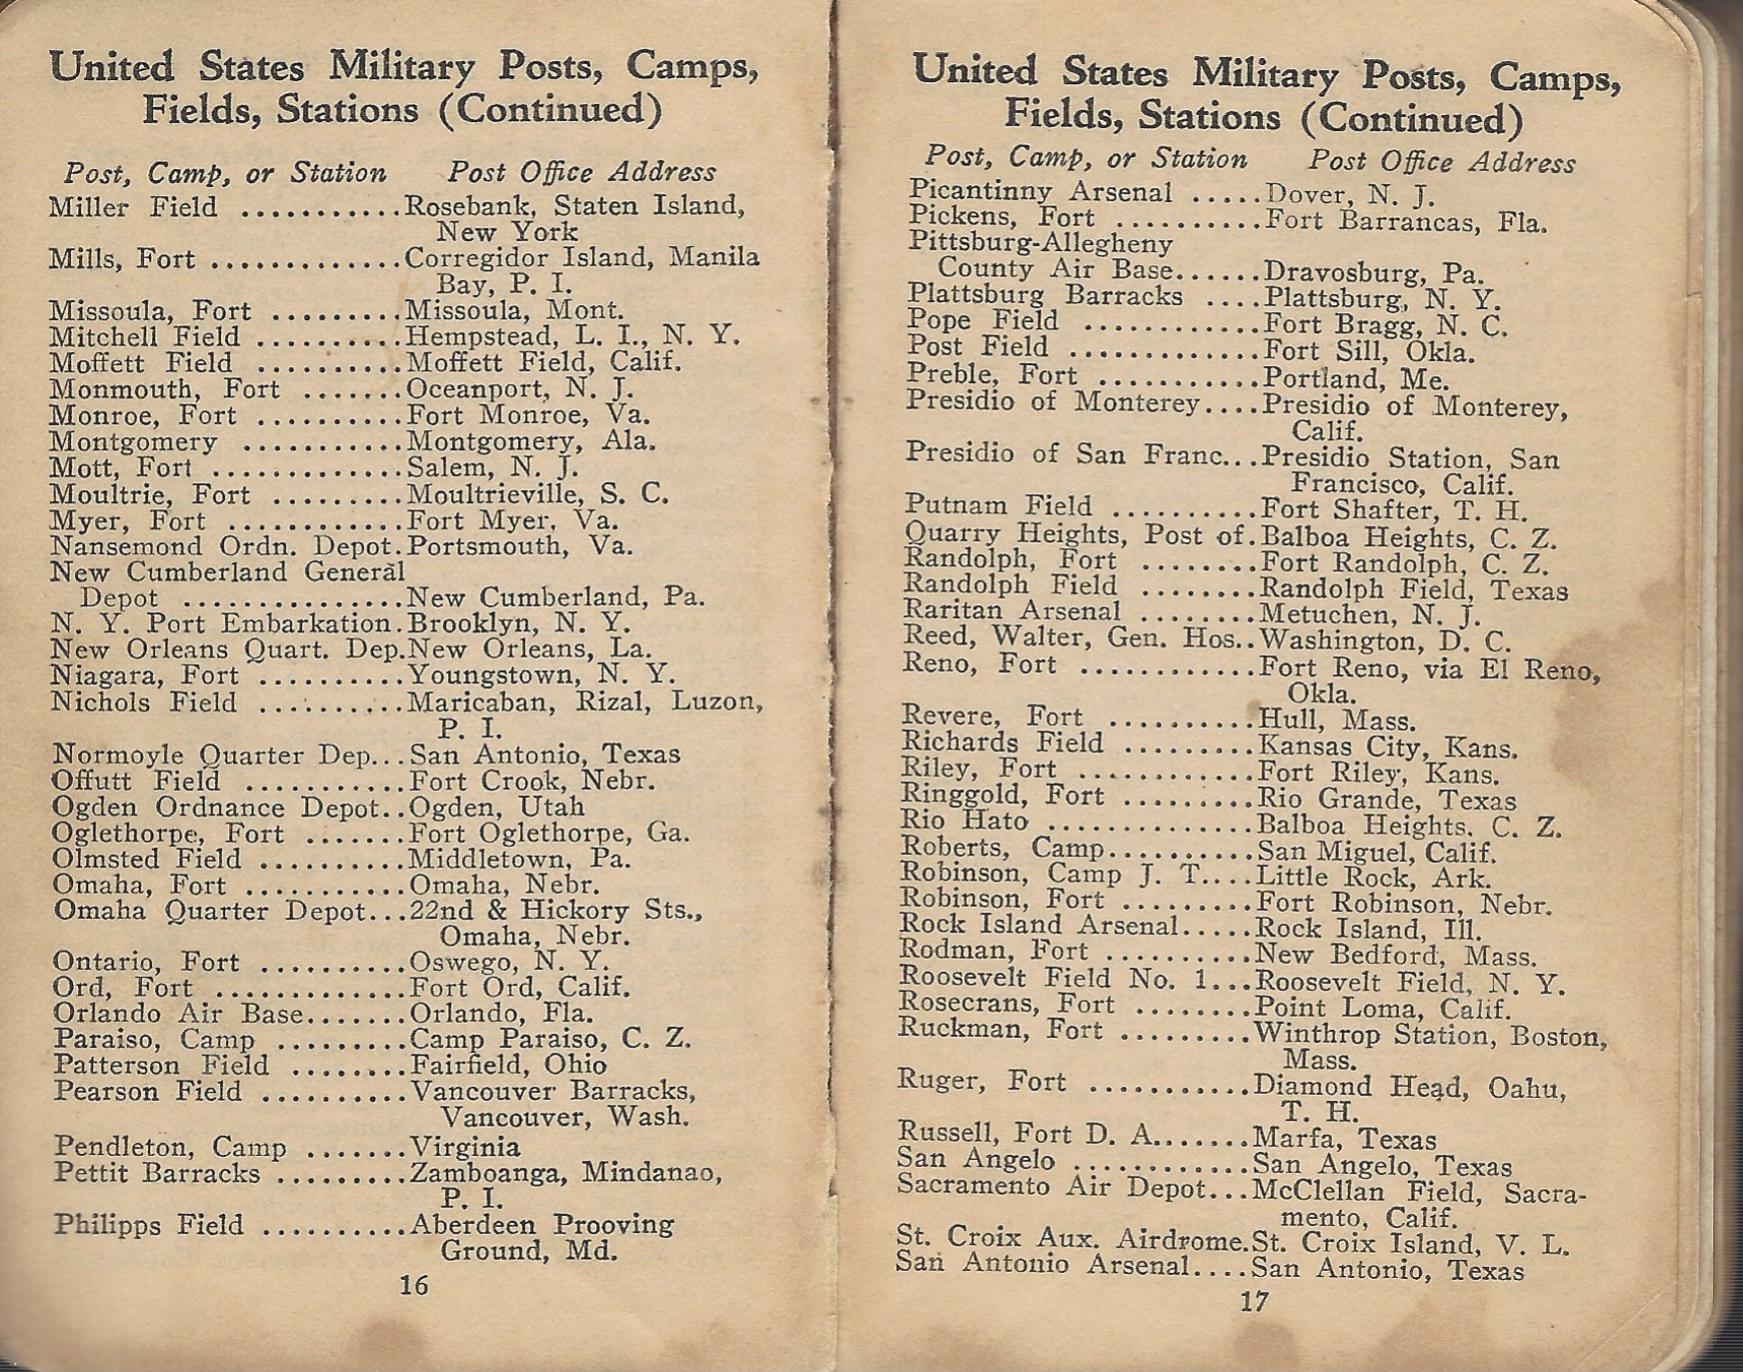 United States Military Posts, Camps,
Fields, Stations (Continued)
Post, Camp, or Station Post Office Address
Miller Field ...........Rosebank, Staten Island,
New York
Mills, Fort .............Corregidor Island, Manila
Bay, P. I.
Missoula, Fort .........Missoula, Mont.
Mitchell Field ..........Hempstead, L. I., N. Y.
Moffett Field ..........Moffett Field, Calif.
Monmouth, Fort .......Oceanport, N. J.
Monroe, Fort ..........Fort Monroe, Va.
Montgomery ...........Montgomery, Ala.
Mott, Fort .............Salem, N. J.
Moultrie, Fort .........Moultrieville, S. C.
Myer, Fort ............Fort Myer, Va.
Nansemond Ordn. Depot.Portsmouth, Va.
New Cumberland General
Depot ...............New Cumberland, Pa.
N. Y. Port Embarkation.Brooklyn, N. Y.
New Orleans Quart. Dep.New Orleans, La.
Niagara, Fort ..........Youngstown, N. Y.
Nichols Field ..........Maricaban, Rizal, Luzon,
P. I.
Normoyle Quarter Dep...San Antonio, Texas
Offutt Field ...........Fort Crook, Nebr.
Ogden Ordnance Depot..Ogden, Utah
Oglethorpe, Fort .......Fort Oglethorpe, Ga.
Olmsted Field ..........Middletown, Pa.
Omaha, Fort ...........Omaha, Nebr.
Omaha Quarter Depot...22nd & Hickory Sts.,
Omaha, Nebr.
Ontario, Fort ..........Oswego, N. Y.
Ord, Fort .............Fort Ord, Calif.
Orlando Air Base.......Orlando, Fla.
Paraiso, Camp .........Camp Paraiso, C. Z.
Patterson Field ........Fairfield, Ohio
Pearson Field ..........Vancouver Barracks,
Vancouver, Wash.
Pendleton, Camp .......Virginia
Pettit Barracks .........Zamboanga, Mindanao,
P. I.
Philipps Field ..........Aberdeen Prooving
Ground, Md.
16
United States Military Posts, Camps,
Fields, Stations (Continued)
Post, Camp, or Station Post Office Address
Picantinny Arsenal .....Dover, N. J.
Pickens, Fort ..........Fort Barrancas, Fla.
Pittsburg-Allegheny
County Air Base......Dravosburg, Pa.
Plattsburg Barracks ....Plattsburg, N. Y.
Pope Field ............Fort Bragg, N. C.
Post Field .............Fort Sill, Okla.
Preble, Fort ...........Portland, Me.
Presidio of Monterey....Presidio of Monterey,
Calif.
Presidio of San Franc...Presidio Station, San
Francisco, Calif.
Putnam Field ..........Fort Shafter, T. H.
Quarry Heights, Post of.Balboa Heights, C. Z.
Randolph, Fort ........Fort Randolph, C. Z.
Randolph Field ........Randolph Field, Texas
Raritan Arsenal ........Metuchen, N. J.
Reed, Walter, Gen. Hos..Washington, D. C.
Reno, Fort ............Fort Reno, via El Reno,
Okla.
Revere, Fort ..........Hull, Mass.
Richards Field .........Kansas City, Kans.
Riley, Fort ............Fort Riley, Kans.
Ringgold, Fort .........Rio Grande, Texas
Rio Hato ..............Balboa Heights. C. Z.
Roberts, Camp..........San Miguel, Calif.
Robinson, Camp J. T....Little Rock, Ark.
Robinson, Fort .........Fort Robinson, Nebr.
Rock Island Arsenal.....Rock Island, Ill.
Rodman, Fort ..........New Bedford, Mass.
Roosevelt Field No. 1...Roosevelt Field, N. Y.
Rosecrans, Fort ........Point Loma, Calif.
Ruckman, Fort .........Winthrop Station, Boston,
Mass.
Ruger, Fort ...........Diamond Head, Oahu,
T. H.
Russell, Fort D. A.......Marfa, Texas
San Angelo ............San Angelo, Texas
Sacramento Air Depot...McClellan Field, Sacra-
mento, Calif.
St. Croix Aux. Airdrome.St. Croix Island, V. L.
San Antonio Arsenal....San Antonio, Texas
17